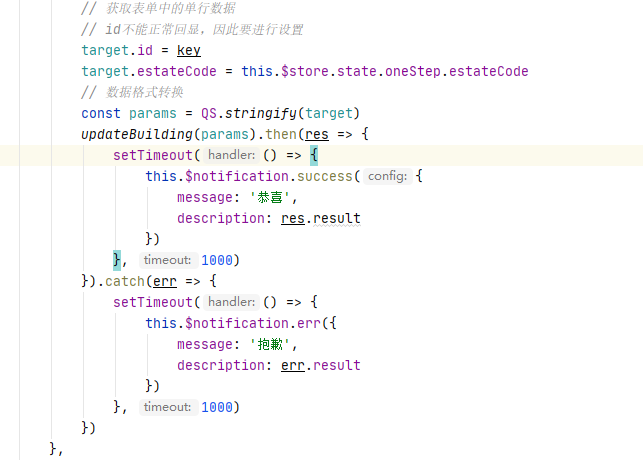 // 获取表单中的单行数据
// id不能正常回显，因此要进行设置
target.id = key
target.estateCode = this.$store.state.oneStep.estateCode
// 数据格式转换
const params = QS.stringify(target)
updateBuilding(params).then(res => {
setTimeout( handler: () => {
this.$notification.success( config: {
message: '恭喜',
description: res.result
})
}, timeout: 1000)
}).catch(err => {
setTimeout( handler: () => {
this.$notification.err({
message: '抱歉',
description: err.result
})
}, timeout: 1000)
})
},